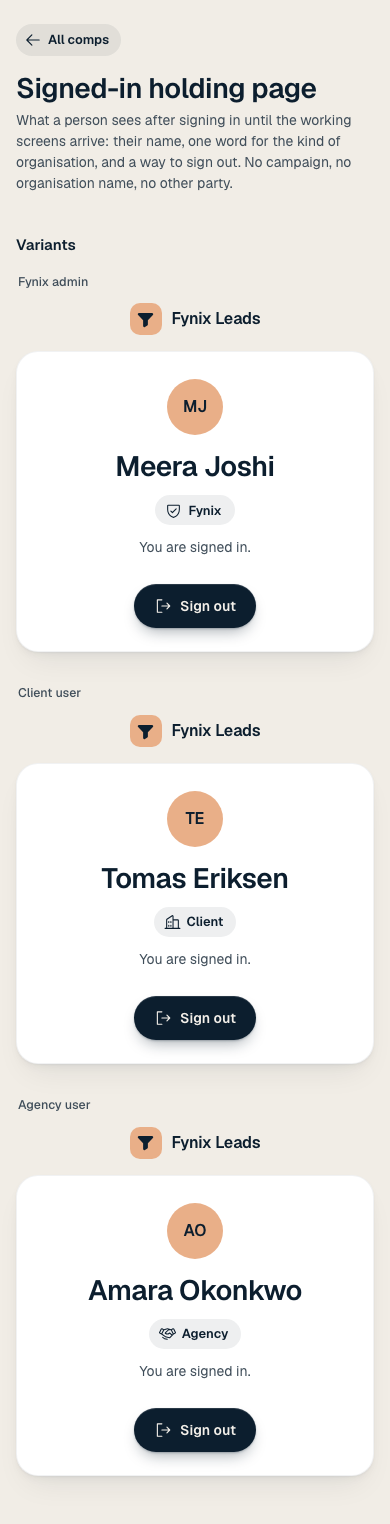 All comps
Signed-in holding page
What a person sees after signing in until the working
screens arrive: their name, one word for the kind of
organisation, and a way to sign out. No campaign, no
organisation name, no other party.
Variants
Fynix admin
Fynix Leads
MJ
Meera Joshi
Fynix
You are signed in.
Sign out
Client user
Fynix Leads
TE
Tomas Eriksen
Client
You are signed in.
Sign out
Agency user
Fynix Leads
AO
Amara Okonkwo
Agency
You are signed in.
Sign out